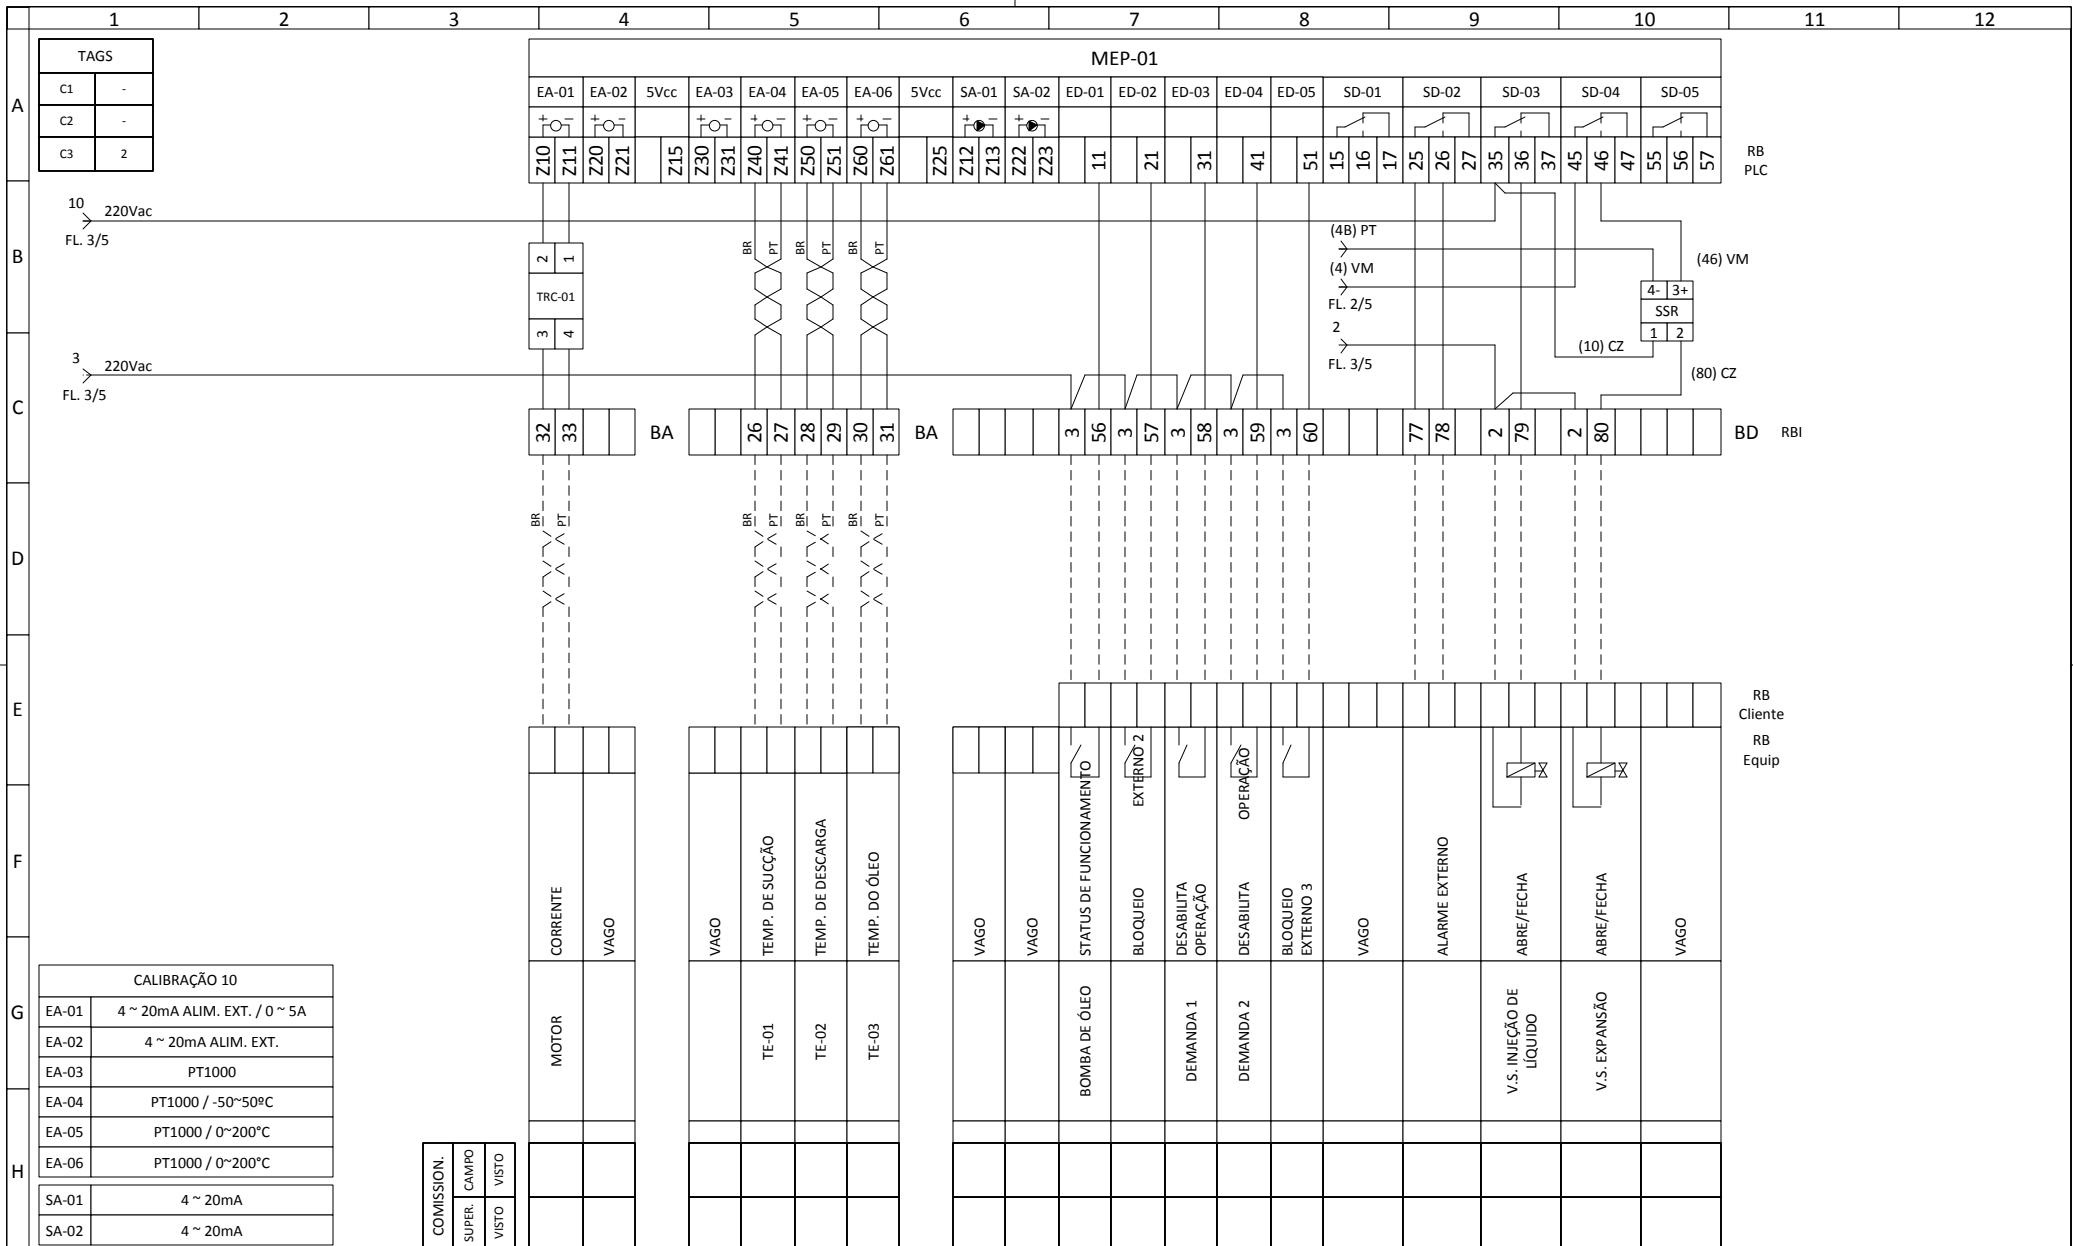 1 2 3 4 5 6 7 8 9 10 11 12
A
B
C
D
E
F
G
H
TAGS
C1 -
C2 -
C3 2
MEP-01
EA-01 EA-02 5Vcc EA-03 EA-04 EA-05 EA-06 5Vcc SA-01 SA-02 ED-01 ED-02 ED-03 ED-04 ED-05 SD-01 SD-02 SD-03 SD-04 SD-05
+ - + - + - + - + - + - + - + -
Z10 Z11 Z20 Z21 Z15 Z30 Z31 Z40 Z41 Z50 Z51 Z60 Z61 Z25 Z12 Z13 Z22 Z23 11 21 31 41 51 15 16 17 25 26 27 35 36 37 45 46 47 55 56 57
RB
PLC
10
220Vac
FL. 3/5
BR PT BR PT BR PT
(4B) PT
(4) VM
FL. 2/5
(46) VM
2 1
TRC-01
3 4
4- 3+
SSR
1 2
2
FL. 3/5
(10) CZ
(80) CZ
3
220Vac
FL. 3/5
32 33 BA 26 27 28 29 30 31 BA 3 56 3 57 3 58 3 59 3 60 77 78 2 79 2 80 BD RBI
BR PT BR PT BR PT BR PT
RB
Cliente
RB
Equip
CORRENTE
VAGO
VAGO
TEMP. DE SUCÇÃO
TEMP. DE DESCARGA
TEMP. DO ÓLEO
VAGO
VAGO
STATUS DE FUNCIONAMENTO
BLOQUEIO EXTERNO 2
DESABILITA
OPERAÇÃO
DESABILITA OPERAÇÃO
BLOQUEIO
EXTERNO 3
VAGO
ALARME EXTERNO
ABRE/FECHA
ABRE/FECHA
VAGO
MOTOR
TE-01
TE-02
TE-03
BOMBA DE ÓLEO
DEMANDA 1
DEMANDA 2
V.S. INJEÇÃO DE
LÍQUIDO
V.S. EXPANSÃO
CALIBRAÇÃO 10
EA-01 4 ~ 20mA ALIM. EXT. / 0 ~ 5A
EA-02 4 ~ 20mA ALIM. EXT.
EA-03 PT1000
EA-04 PT1000 / -50~50ºC
EA-05 PT1000 / 0~200°C
EA-06 PT1000 / 0~200°C
SA-01 4 ~ 20mA
SA-02 4 ~ 20mA
COMISSION.
CAMPO VISTO
SUPER. VISTO